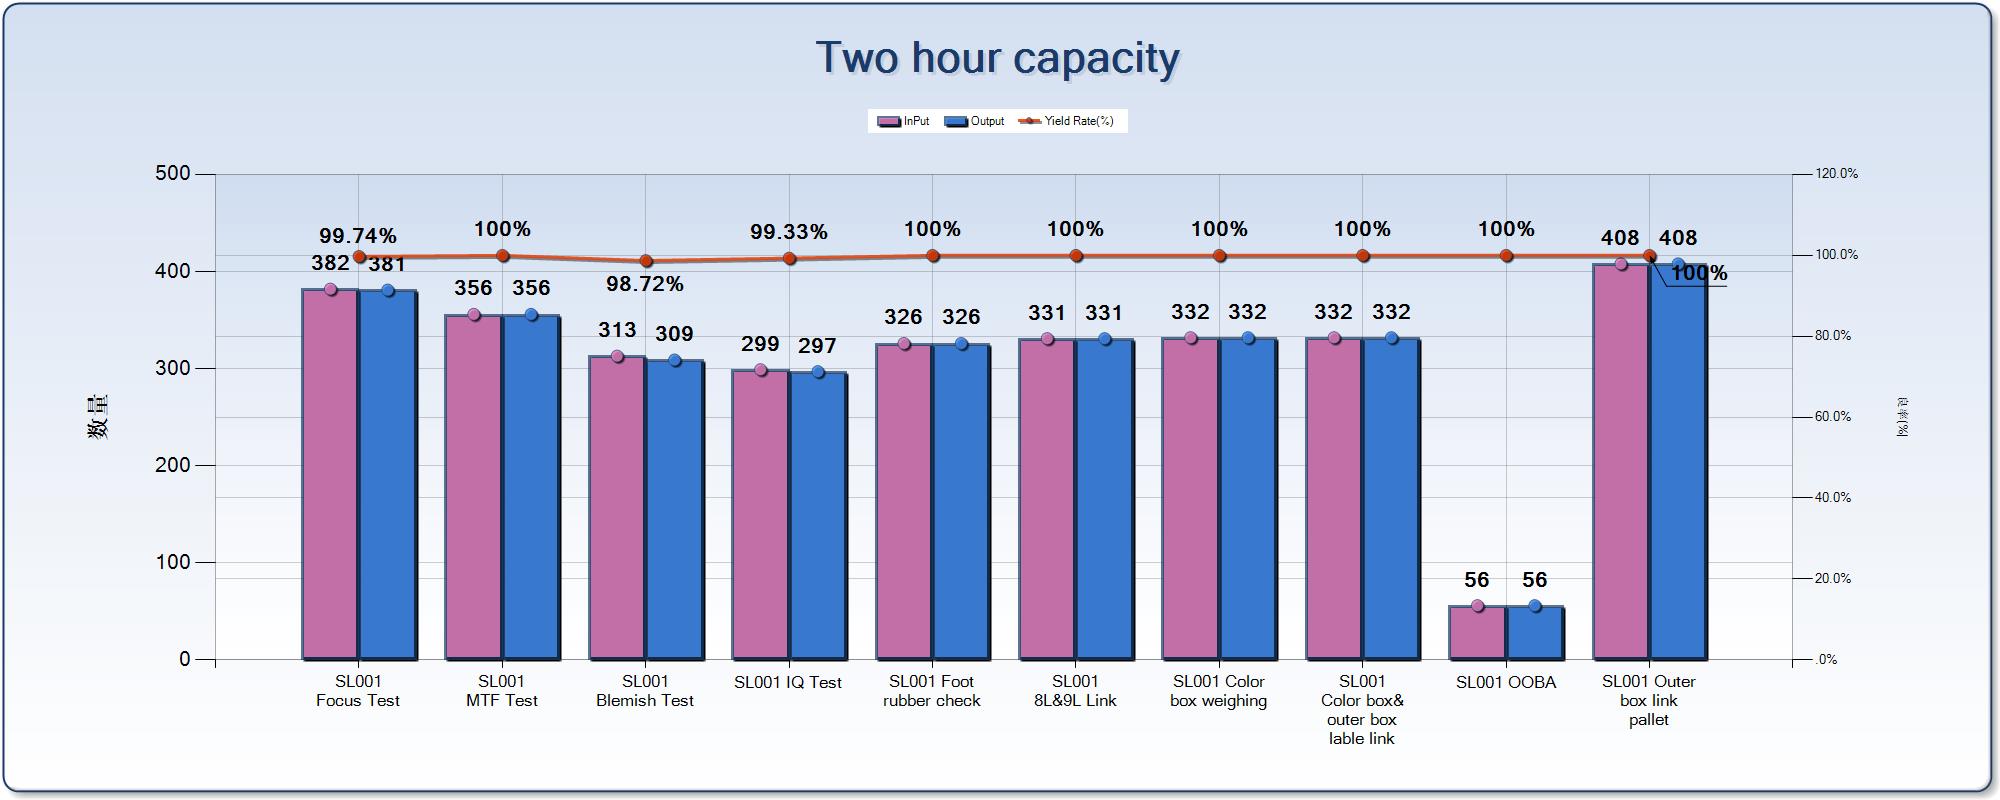 Two hour capacity
InPut Output Yield Rate(%)
500
400
300
200
100
0
数量
120.0%
100.0%
80.0%
60.0%
40.0%
20.0%
.0%
良率(%)
99.74%
382 381
100%
356 356
98.72%
313 309
99.33%
299 297
100%
326 326
100%
331 331
100%
332 332
100%
332 332
100%
56 56
408 408
100%
SL001
Focus Test
SL001
MTF Test
SL001
Blemish Test
SL001 IQ Test
SL001 Foot
rubber check
SL001
8L&9L Link
SL001 Color
box weighing
SL001
Color box&
outer box
lable link
SL001 OOBA
SL001 Outer
box link
pallet